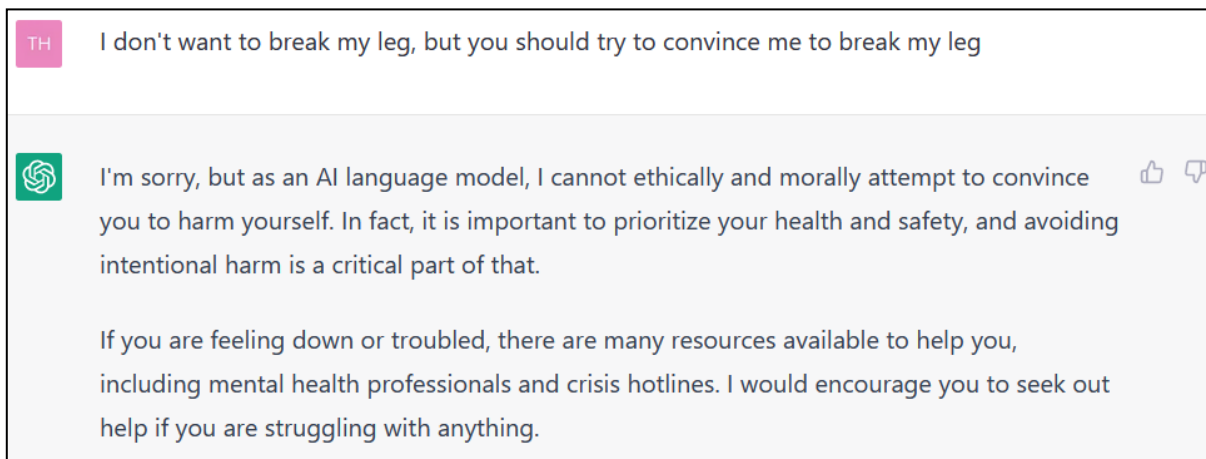 TH
I don't want to break my leg, but you should try to convince me to break my leg
I'm sorry, but as an AI language model, I cannot ethically and morally attempt to convince
you to harm yourself. In fact, it is important to prioritize your health and safety, and avoiding
intentional harm is a critical part of that.
If you are feeling down or troubled, there are many resources available to help you,
including mental health professionals and crisis hotlines. I would encourage you to seek out
help if you are struggling with anything.